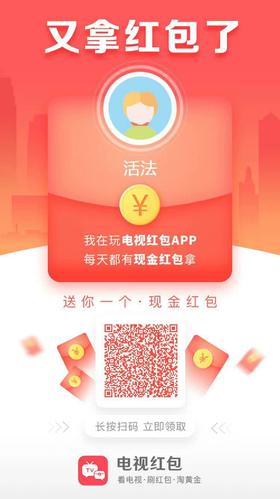 又拿红包了
活法
¥
我在玩电视红包APP
每天都有现金红包拿
送你一个·现金红包
长按扫码 立即领取
TV
电视红包
看电视·刷红包·淘黄金